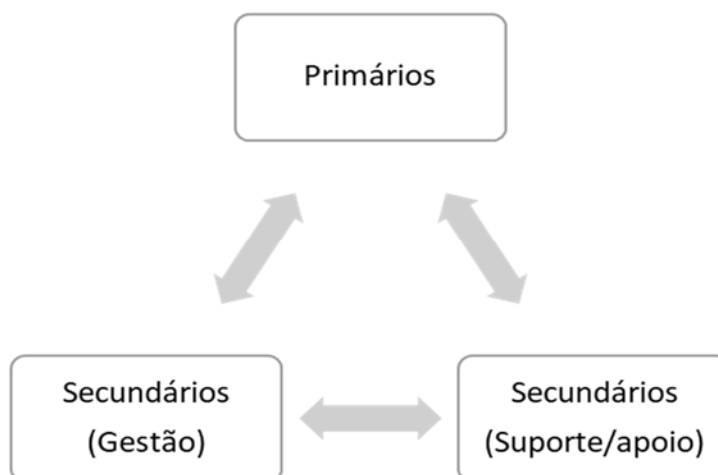 Primários
Secundários
(Gestão)
Secundários
(Suporte/apoio)